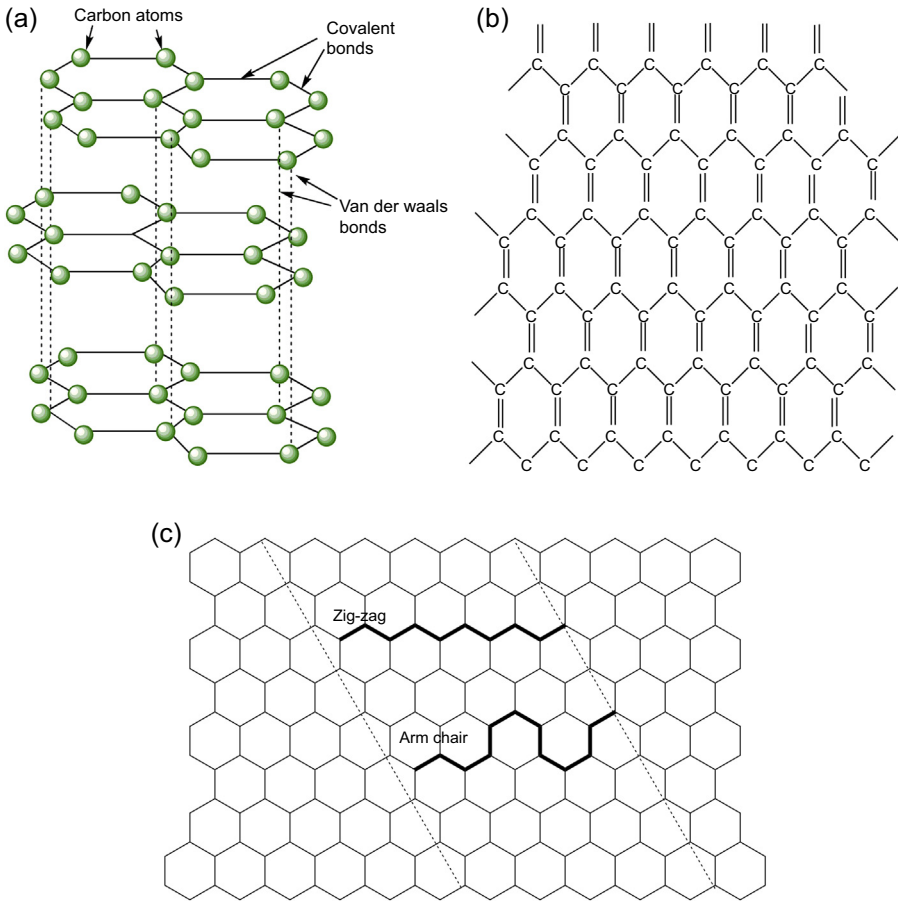 (a)
Carbon atoms
Covalent
bonds
Van der waals
bonds
(b)
C C C C C C
C C C C C
C C C C C C
C C C C C C C
C C C C C C C
C C C C C C C
C C C C C C C
C C C C C C C
C C C C C C C
C C C C C C C
C C C C C C C
C C C C C C C
(c)
Zig-zag
Arm chair